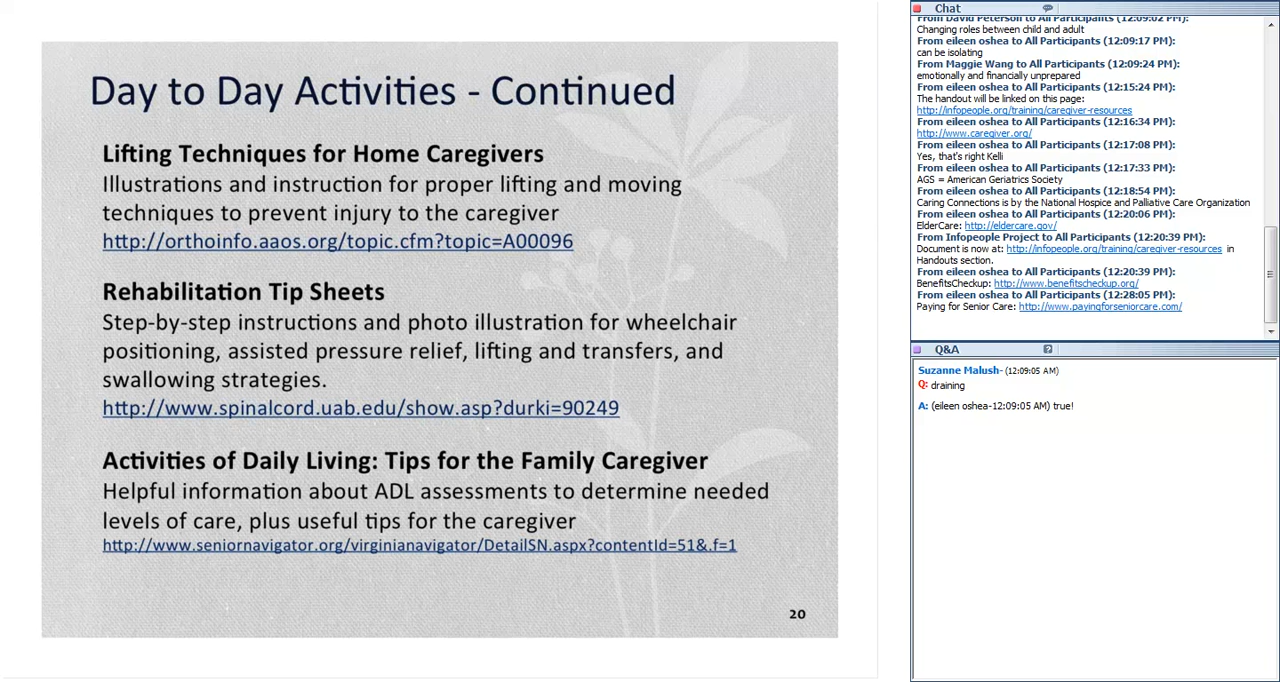 Day to Day Activities - Continued
Lifting Techniques for Home Caregivers
Illustrations and instruction for proper lifting and moving
techniques to prevent injury to the caregiver
http://orthoinfo.aaos.org/topic.cfm?topic=A00096
Rehabilitation Tip Sheets
Step-by-step instructions and photo illustration for wheelchair
positioning, assisted pressure relief, lifting and transfers, and
swallowing strategies.
http://www.spinalcord.uab.edu/show.asp?durki=90249
Activities of Daily Living: Tips for the Family Caregiver
Helpful information about ADL assessments to determine needed
levels of care, plus useful tips for the caregiver
http://www.seniornavigator.org/virginianavigator/DetailSN.aspx?contentId=51&.f=1
20
Chat
From David Peterson to All Participants (12:09:02 PM):
Changing roles between child and adult
From eileen oshea to All Participants (12:09:17 PM):
can be isolating
From Maggie Wang to All Participants (12:09:24 PM):
emotionally and financially unprepared
From eileen oshea to All Participants (12:15:24 PM):
The handout will be linked on this page:
http://infopeople.org/training/caregiver-resources
From eileen oshea to All Participants (12:16:34 PM):
http://www.caregiver.org/
From eileen oshea to All Participants (12:17:08 PM):
Yes, that's right Kelli
From eileen oshea to All Participants (12:17:33 PM):
AGS = American Geriatrics Society
From eileen oshea to All Participants (12:18:54 PM):
Caring Connections is by the National Hospice and Palliative Care Organization
From eileen oshea to All Participants (12:20:06 PM):
ElderCare: http://eldercare.gov/
From Infopeople Project to All Participants (12:20:39 PM):
Document is now at: http://infopeople.org/training/caregiver-resources in
Handouts section.
From eileen oshea to All Participants (12:20:39 PM):
BenefitsCheckup: http://www.benefitscheckup.org/
From eileen oshea to All Participants (12:28:05 PM):
Paying for Senior Care: http://www.payingforseniorcare.com/
Q&A
Suzanne Malush- (12:09:05 AM)
Q: draining
A: (eileen oshea-12:09:05 AM) true!